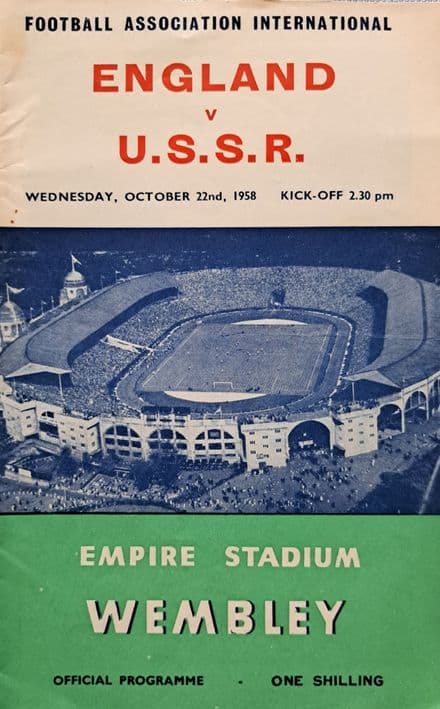 FOOTBALL ASSOCIATION INTERNATIONAL
ENGLAND
v
U.S.S.R.
WEDNESDAY, OCTOBER 22nd, 1958 KICK-OFF 2.30 pm
EMPIRE STADIUM
WEMBLEY
OFFICIAL PROGRAMME · ONE SHILLING